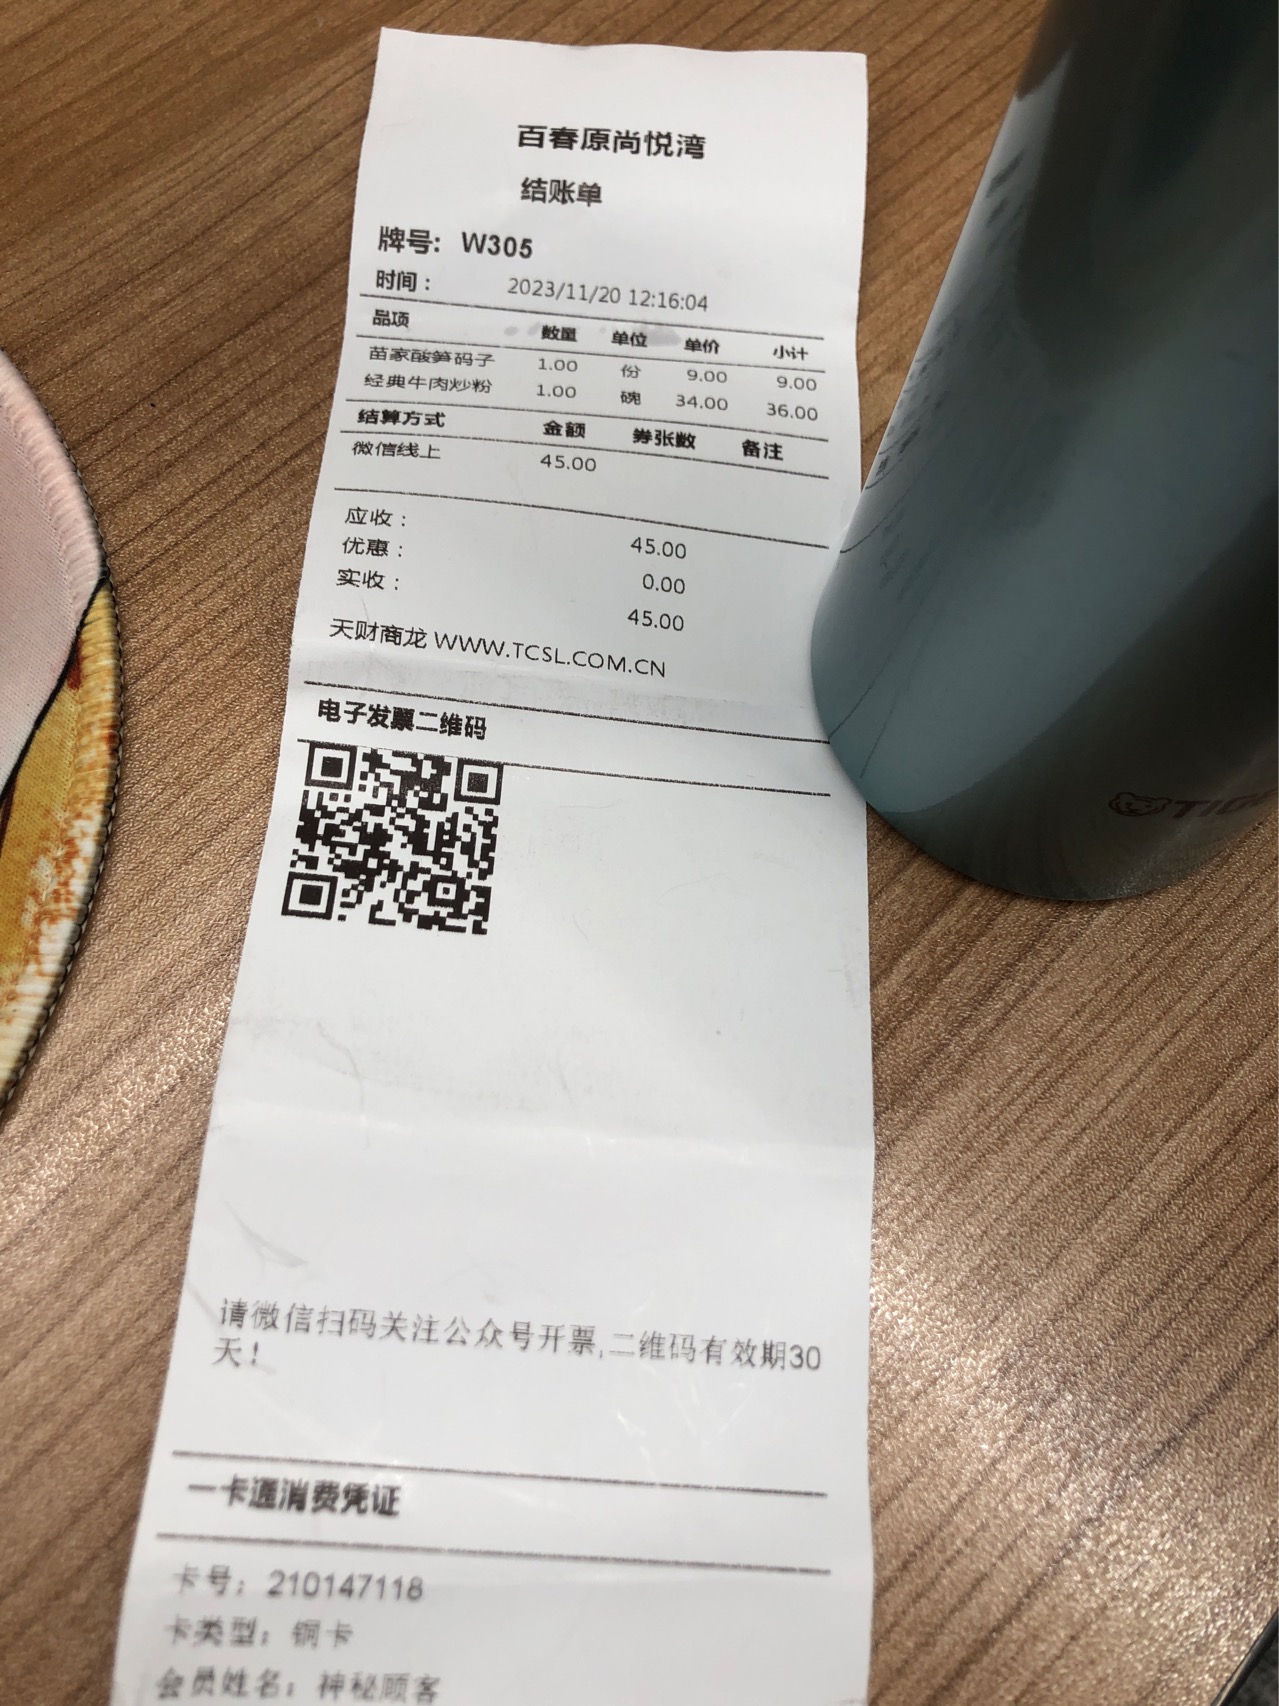 百春原尚悦湾
结账单
牌号: W305
时间: 2023/11/20 12:16:04
品项 数量 单位 单价 小计
苗家酸笋码子 1.00 份 9.00 9.00
经典牛肉炒粉 1.00 碗 34.00 36.00
结算方式 金额 券张数 备注
微信线上 45.00
应收: 45.00
优惠: 0.00
实收: 45.00
天财商龙 WWW.TCSL.COM.CN
电子发票二维码
请微信扫码关注公众号开票,二维码有效期30
天!
一卡通消费凭证
卡号: 210147118
卡类型: 铜卡
会员姓名: 神秘顾客